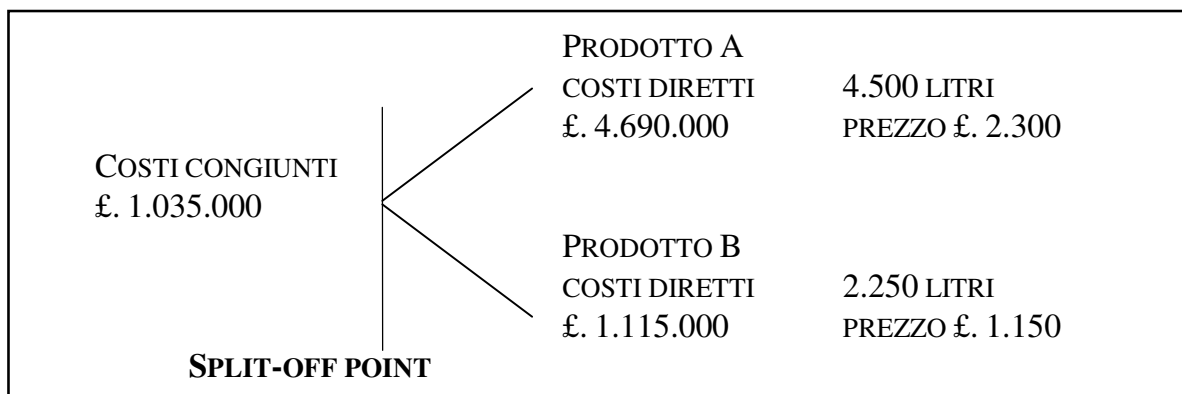 PRODOTTO A
COSTI DIRETTI 4.500 LITRI
£. 4.690.000 PREZZO £. 2.300
COSTI CONGIUNTI
£. 1.035.000
PRODOTTO B
COSTI DIRETTI 2.250 LITRI
£. 1.115.000 PREZZO £. 1.150
SPLIT-OFF POINT